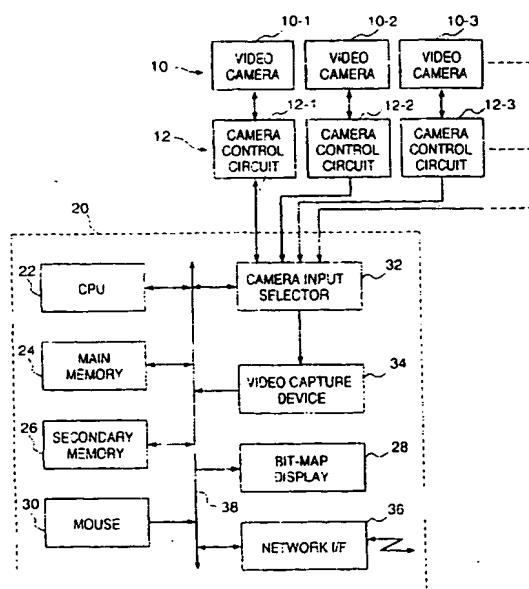 10-1 10-2 10-3
10 VIDEO CAMERA VIDEO CAMERA VIDEO CAMERA
12-1 12-2 12-3
12 CAMERA CONTROL CIRCUIT CAMERA CONTROL CIRCUIT CAMERA CONTROL CIRCUIT
20
22 CPU
CAMERA INPUT SELECTOR 32
24 MAIN MEMORY
VIDEO CAPTURE DEVICE 34
26 SECONDARY MEMORY
BIT-MAP DISPLAY 28
30 MOUSE
38
NETWORK I/F 36